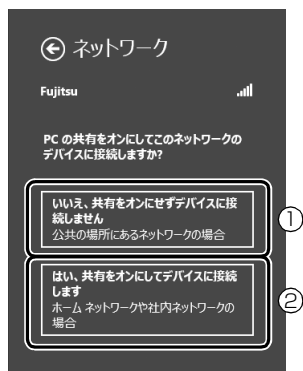 ネットワーク
Fujitsu
PC の共有をオンにしてこのネットワークの
デバイスに接続しますか?
いいえ、共有をオンにせずデバイスに接
続しません
公共の場所にあるネットワークの場合
①
はい、共有をオンにしてデバイスに接続
します
ホーム ネットワークや社内ネットワークの
場合
②